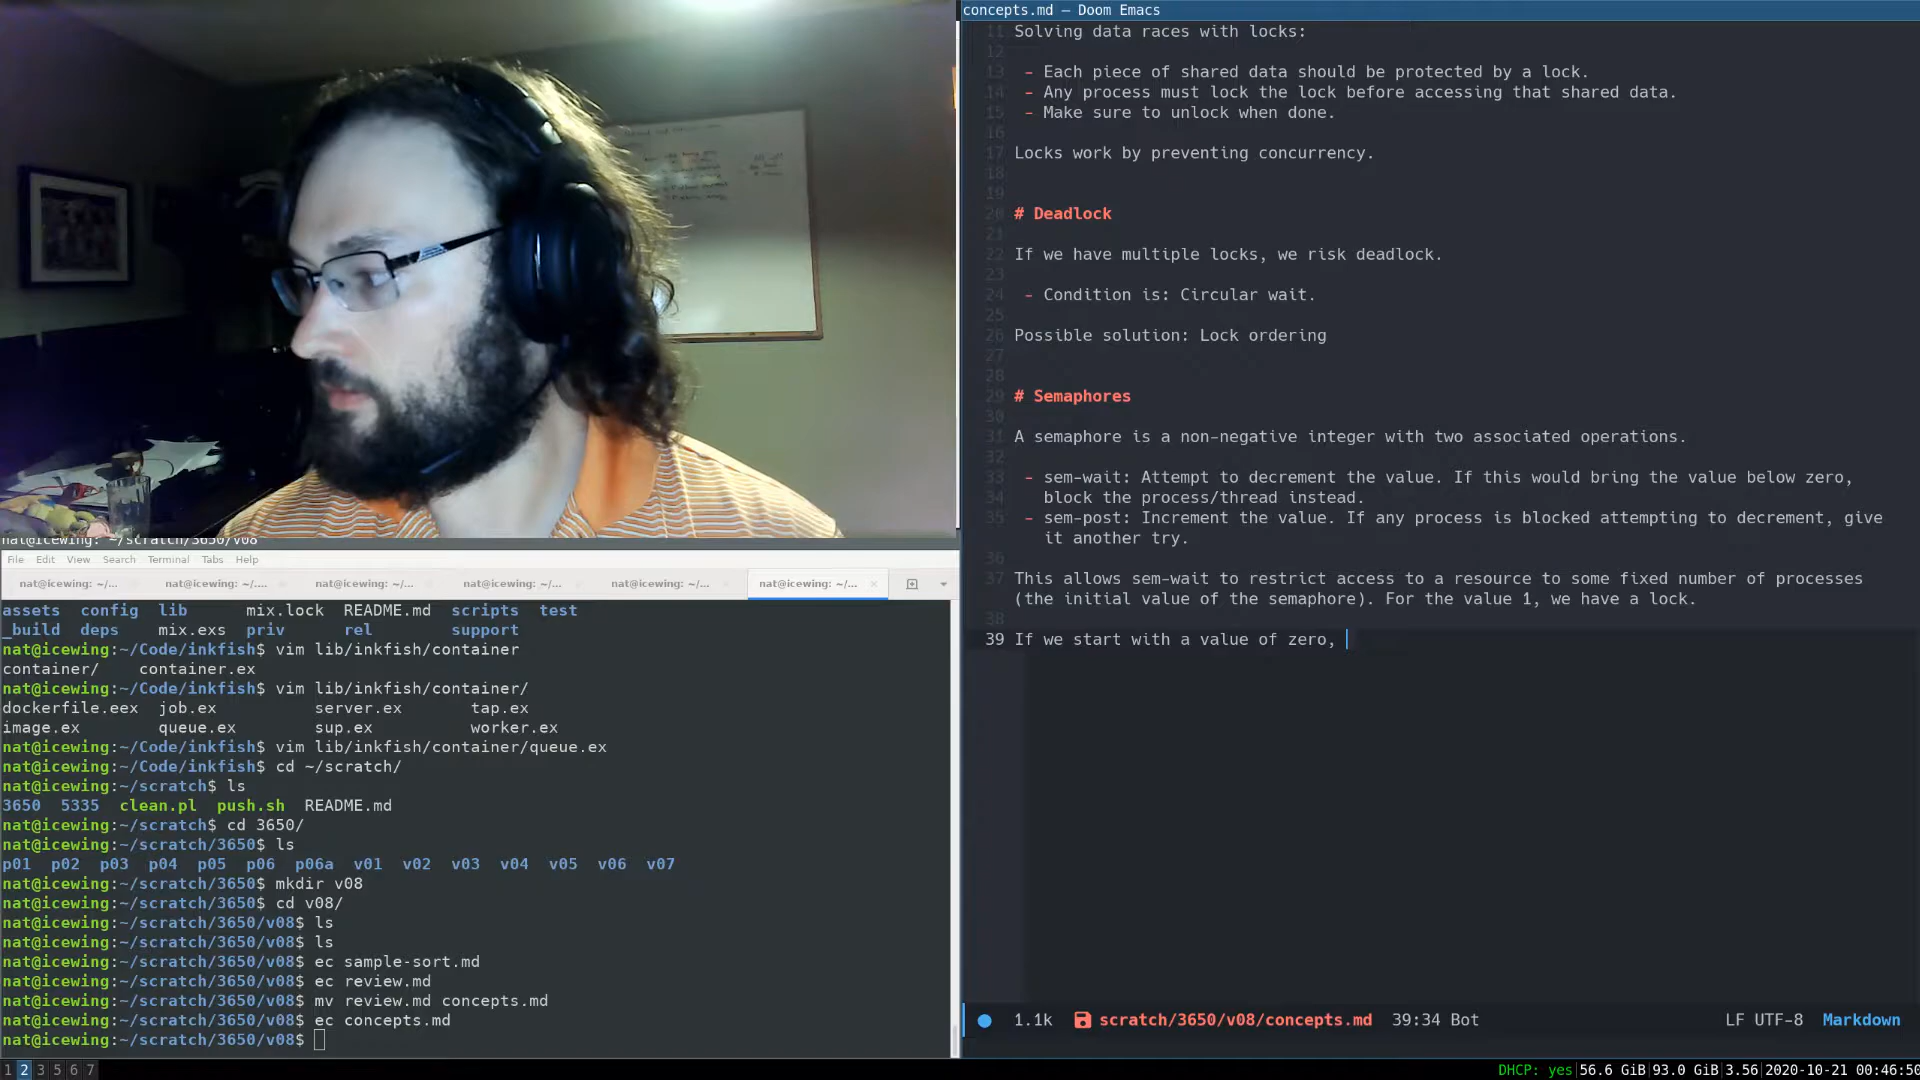 concepts.md – Doom Emacs
11 Solving data races with locks:
12
13 - Each piece of shared data should be protected by a lock.
14 - Any process must lock the lock before accessing that shared data.
15 - Make sure to unlock when done.
16
17 Locks work by preventing concurrency.
18
19
20 # Deadlock
21
22 If we have multiple locks, we risk deadlock.
23
24 - Condition is: Circular wait.
25
26 Possible solution: Lock ordering
27
28
29 # Semaphores
30
31 A semaphore is a non-negative integer with two associated operations.
32
33 - sem-wait: Attempt to decrement the value. If this would bring the value below zero,
34 block the process/thread instead.
35 - sem-post: Increment the value. If any process is blocked attempting to decrement, give
it another try.
36
37 This allows sem-wait to restrict access to a resource to some fixed number of processes
(the initial value of the semaphore). For the value 1, we have a lock.
38
39 If we start with a value of zero,
1.1k scratch/3650/v08/concepts.md 39:34 Bot LF UTF-8 Markdown
nat@icewing: ~/scratch/3650/v08
File Edit View Search Terminal Tabs Help
nat@icewing: ~/... nat@icewing: ~/.... nat@icewing: ~/... nat@icewing: ~/... nat@icewing: ~/... nat@icewing: ~/...
assets config lib mix.lock README.md scripts test
_build deps mix.exs priv rel support
nat@icewing:~/Code/inkfish$ vim lib/inkfish/container
container/ container.ex
nat@icewing:~/Code/inkfish$ vim lib/inkfish/container/
dockerfile.eex job.ex server.ex tap.ex
image.ex queue.ex sup.ex worker.ex
nat@icewing:~/Code/inkfish$ vim lib/inkfish/container/queue.ex
nat@icewing:~/Code/inkfish$ cd ~/scratch/
nat@icewing:~/scratch$ ls
3650 5335 clean.pl push.sh README.md
nat@icewing:~/scratch$ cd 3650/
nat@icewing:~/scratch/3650$ ls
p01 p02 p03 p04 p05 p06 p06a v01 v02 v03 v04 v05 v06 v07
nat@icewing:~/scratch/3650$ mkdir v08
nat@icewing:~/scratch/3650$ cd v08/
nat@icewing:~/scratch/3650/v08$ ls
nat@icewing:~/scratch/3650/v08$ ls
nat@icewing:~/scratch/3650/v08$ ec sample-sort.md
nat@icewing:~/scratch/3650/v08$ ec review.md
nat@icewing:~/scratch/3650/v08$ mv review.md concepts.md
nat@icewing:~/scratch/3650/v08$ ec concepts.md
nat@icewing:~/scratch/3650/v08$
1 2 3 4 5 6 7 DHCP: yes|56.6 GiB|93.0 GiB|3.56|2020-10-21 00:46:50